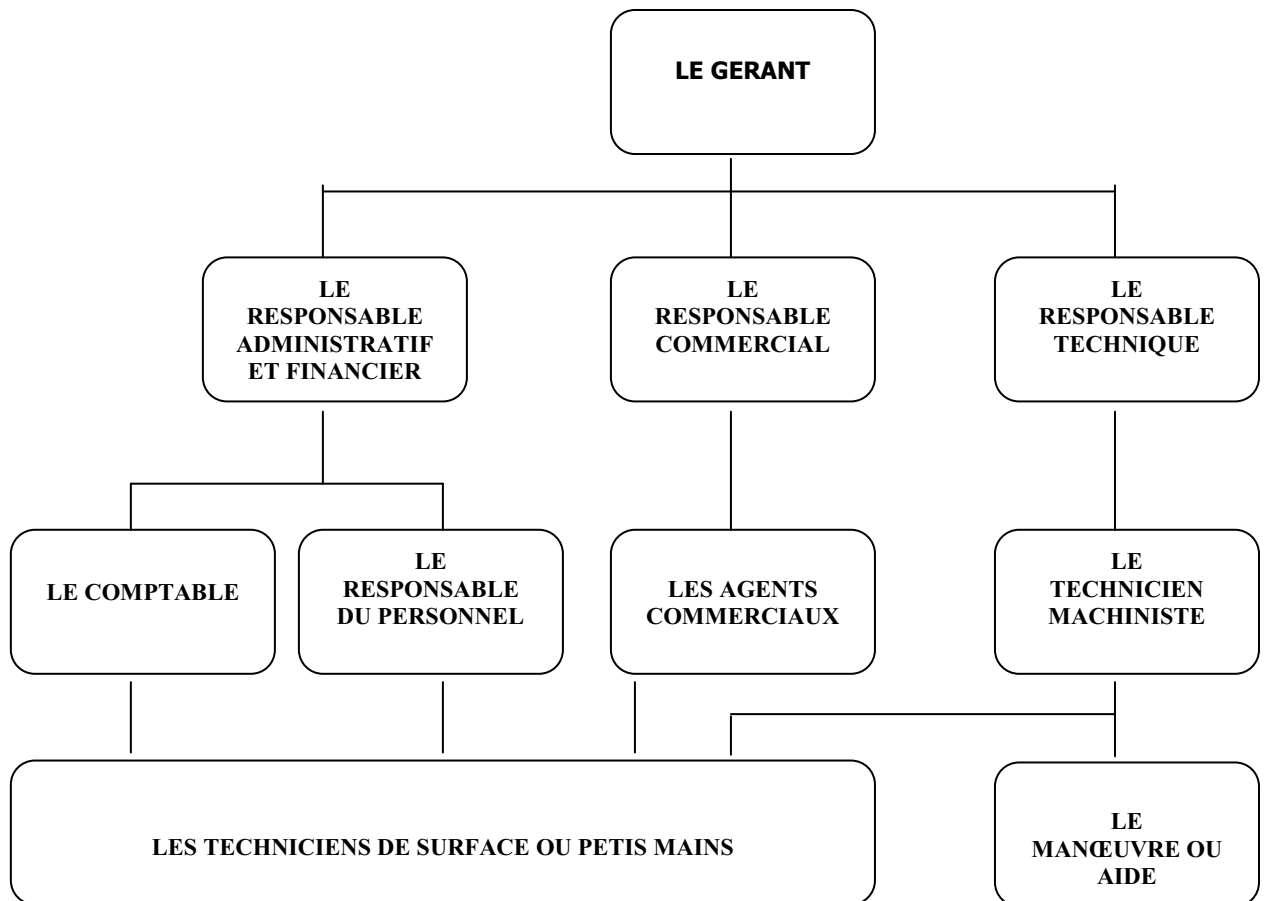 LE GERANT
LE
RESPONSABLE
ADMINISTRATIF
ET FINANCIER
LE
RESPONSABLE
COMMERCIAL
LE
RESPONSABLE
TECHNIQUE
LE COMPTABLE
LE
RESPONSABLE
DU PERSONNEL
LES AGENTS
COMMERCIAUX
LE
TECHNICIEN
MACHINISTE
LES TECHNICIENS DE SURFACE OU PETIS MAINS
LE
MANŒUVRE OU
AIDE